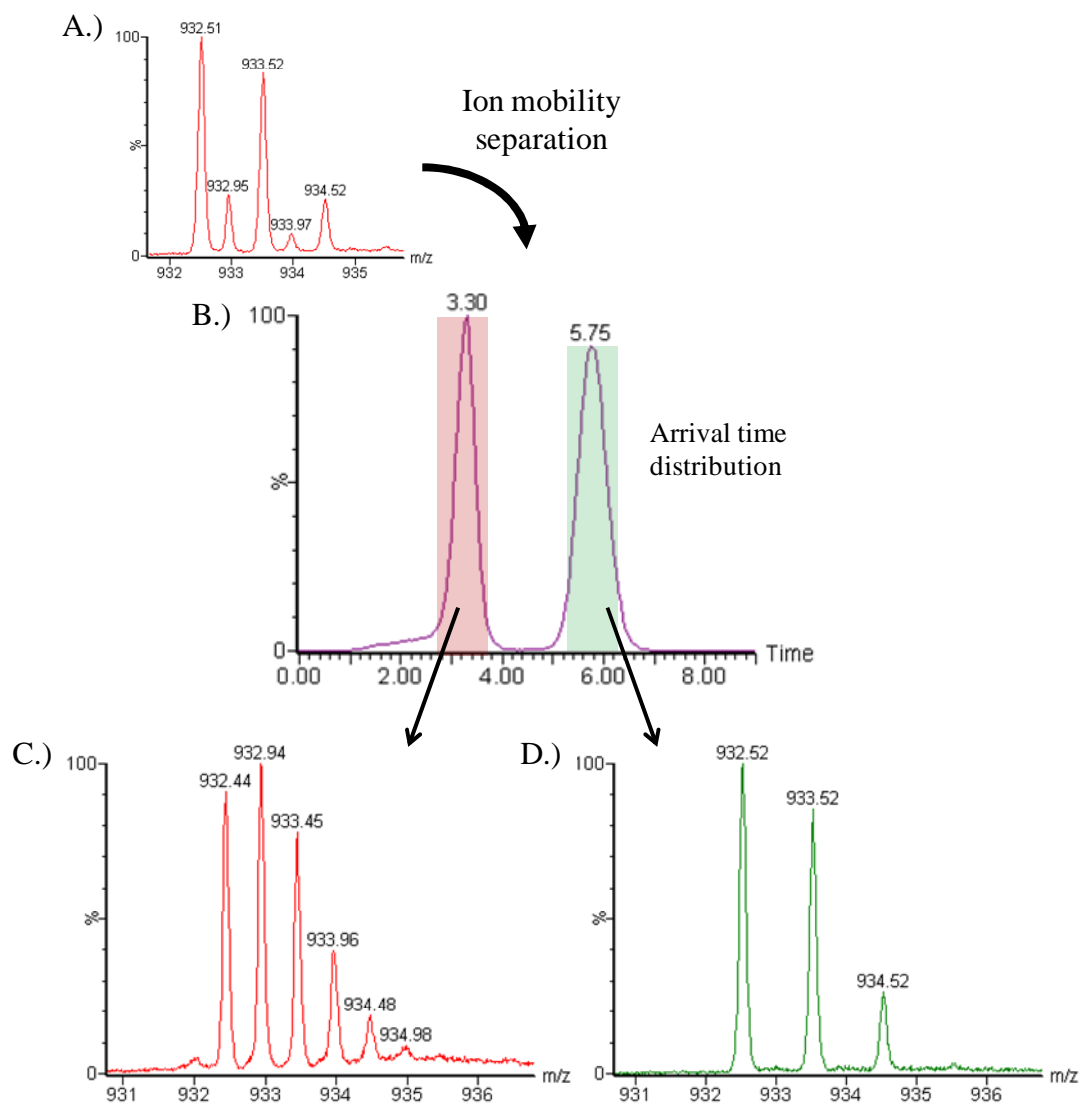 A.)
932.51
100
933.52
%
932.95
934.52
933.97
0
932 933 934 935 m/z
Ion mobility
separation
B.)
3.30
100
5.75
%
Arrival time
distribution
0
Time
0.00 2.00 4.00 6.00 8.00
C.)
932.94
100
932.44
933.45
%
933.96
934.48
934.98
0
931 932 933 934 935 936 m/z
D.)
932.52
100
933.52
%
934.52
0
931 932 933 934 935 936 m/z